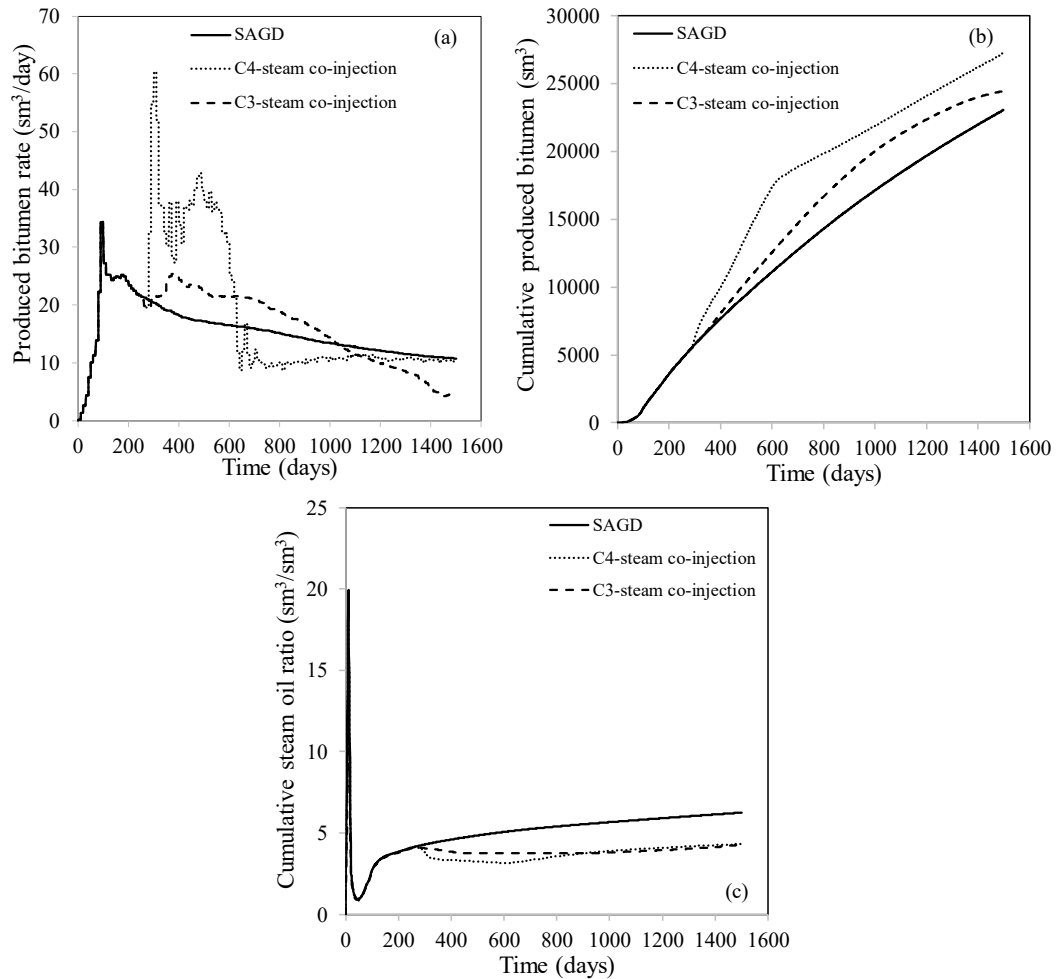 (a)
SAGD
C4-steam co-injection
C3-steam co-injection
Produced bitumen rate (sm³/day)
70
60
50
40
30
20
10
0
0 200 400 600 800 1000 1200 1400 1600
Time (days)
(b)
SAGD
C4-steam co-injection
C3-steam co-injection
Cumulative produced bitumen (sm³)
30000
25000
20000
15000
10000
5000
0
0 200 400 600 800 1000 1200 1400 1600
Time (days)
SAGD
C4-steam co-injection
C3-steam co-injection
Cumulative steam oil ratio (sm³/sm³)
25
20
15
10
5
0
(c)
0 200 400 600 800 1000 1200 1400 1600
Time (days)